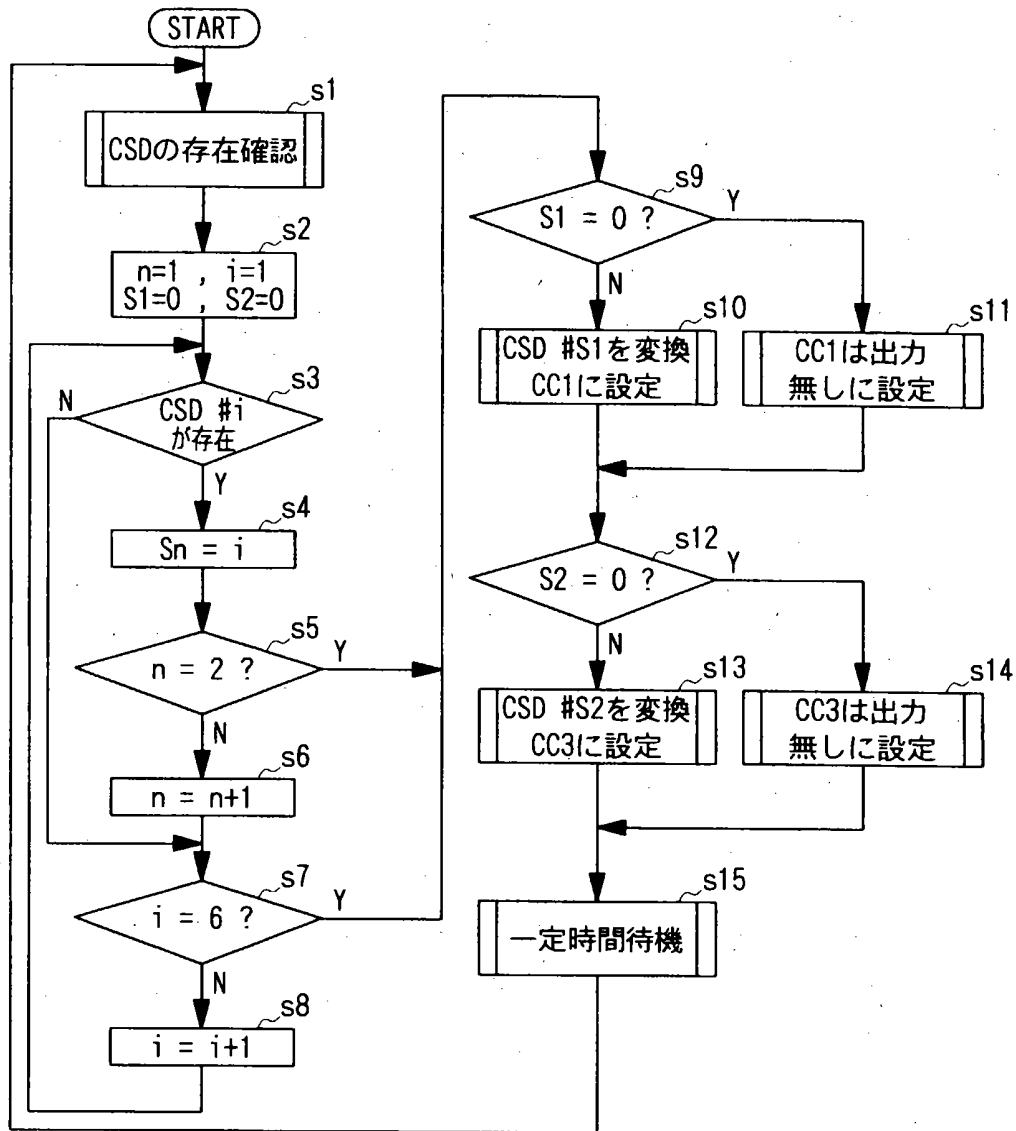 START
s1
CSDの存在確認
s2
n=1 , i=1
S1=0 , S2=0
s3
N
CSD #i
が存在
Y
s4
Sn = i
s5
n = 2 ?
Y
N
s6
n = n+1
s7
i = 6 ?
Y
N
s8
i = i+1
s9
S1 = 0 ?
Y
N
s10
CSD #S1を変換
CC1に設定
s11
CC1は出力
無しに設定
s12
S2 = 0 ?
Y
N
s13
CSD #S2を変換
CC3に設定
s14
CC3は出力
無しに設定
s15
一定時間待機